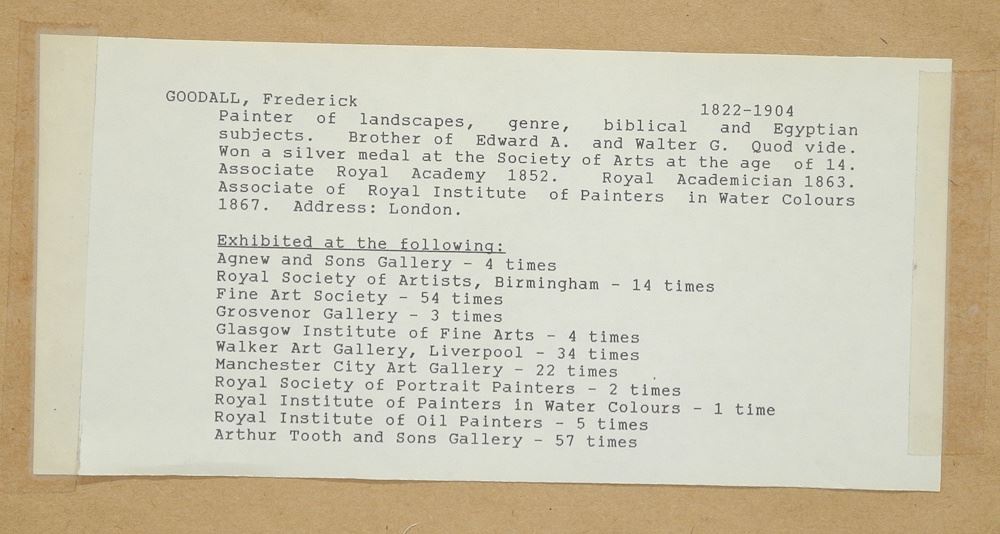 GOODALL, Frederick 1822-1904
Painter of landscapes, genre, biblical and Egyptian
subjects. Brother of Edward A. and Walter G. Quod vide.
Won a silver medal at the Society of Arts at the age of 14.
Associate Royal Academy 1852. Royal Academician 1863.
Associate of Royal Institute of Painters in Water Colours
1867. Address: London.
Exhibited at the following:
Agnew and Sons Gallery - 4 times
Royal Society of Artists, Birmingham - 14 times
Fine Art Society - 54 times
Grosvenor Gallery - 3 times
Glasgow Institute of Fine Arts - 4 times
Walker Art Gallery, Liverpool - 34 times
Manchester City Art Gallery - 22 times
Royal Society of Portrait Painters - 2 times
Royal Institute of Painters in Water Colours - 1 time
Royal Institute of Oil Painters - 5 times
Arthur Tooth and Sons Gallery - 57 times